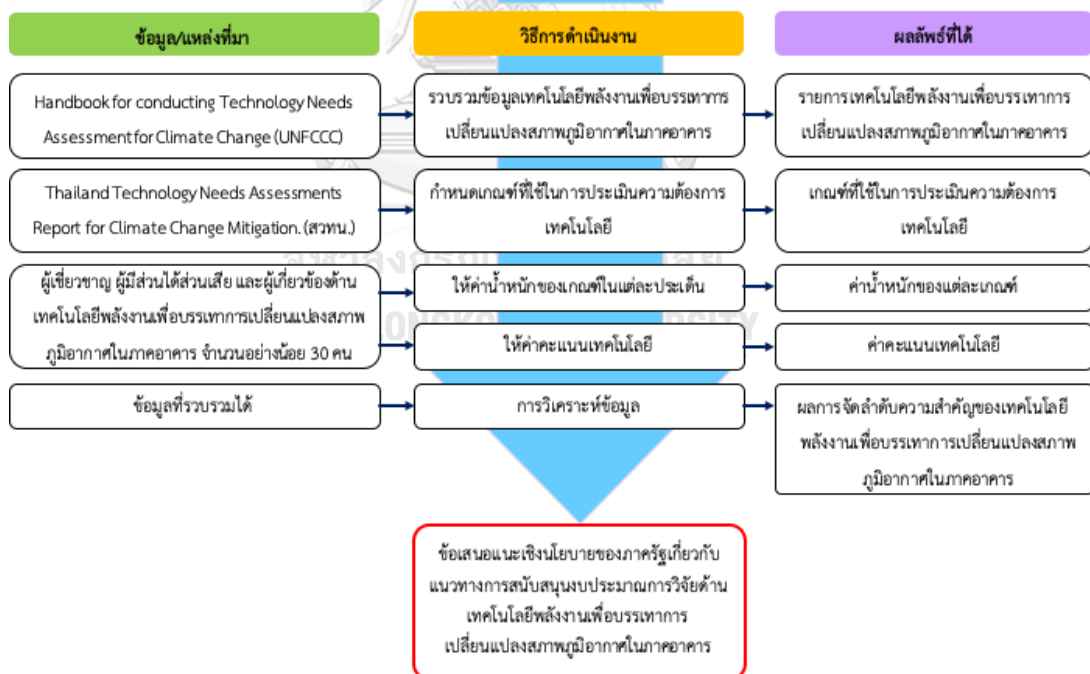 ข้อมูล/แหล่งที่มา
วิธีการดำเนินงาน
ผลลัพธ์ที่ได้
Handbook for conducting Technology Needs
Assessment for Climate Change (UNFCCC)
รวบรวมข้อมูลเทคโนโลยีพลังงานเพื่อบรรเทาการ
เปลี่ยนแปลงสภาพภูมิอากาศในภาคอาคาร
รายการเทคโนโลยีพลังงานเพื่อบรรเทาการ
เปลี่ยนแปลงสภาพภูมิอากาศในภาคอาคาร
Thailand Technology Needs Assessments
Report for Climate Change Mitigation. (สวทน.)
กำหนดเกณฑ์ที่ใช้ในการประเมินความต้องการ
เทคโนโลยี
เกณฑ์ที่ใช้ในการประเมินความต้องการ
เทคโนโลยี
ผู้เชี่ยวชาญ ผู้มีส่วนได้ส่วนเสีย และผู้เกี่ยวข้องด้าน
เทคโนโลยีพลังงานเพื่อบรรเทาการเปลี่ยนแปลงสภาพ
ภูมิอากาศในภาคอาคาร จำนวนอย่างน้อย 30 คน
ให้ค่าน้ำหนักของเกณฑ์ในแต่ละประเด็น
ค่าน้ำหนักของแต่ละเกณฑ์
ให้ค่าคะแนนเทคโนโลยี
ค่าคะแนนเทคโนโลยี
ข้อมูลที่รวบรวมได้
การวิเคราะห์ข้อมูล
ผลการจัดลำดับความสำคัญของเทคโนโลยี
พลังงานเพื่อบรรเทาการเปลี่ยนแปลงสภาพ
ภูมิอากาศในภาคอาคาร
ข้อเสนอแนะเชิงนโยบายของภาครัฐเกี่ยวกับ
แนวทางการสนับสนุนงบประมาณการวิจัยด้าน
เทคโนโลยีพลังงานเพื่อบรรเทาการ
เปลี่ยนแปลงสภาพภูมิอากาศในภาคอาคาร